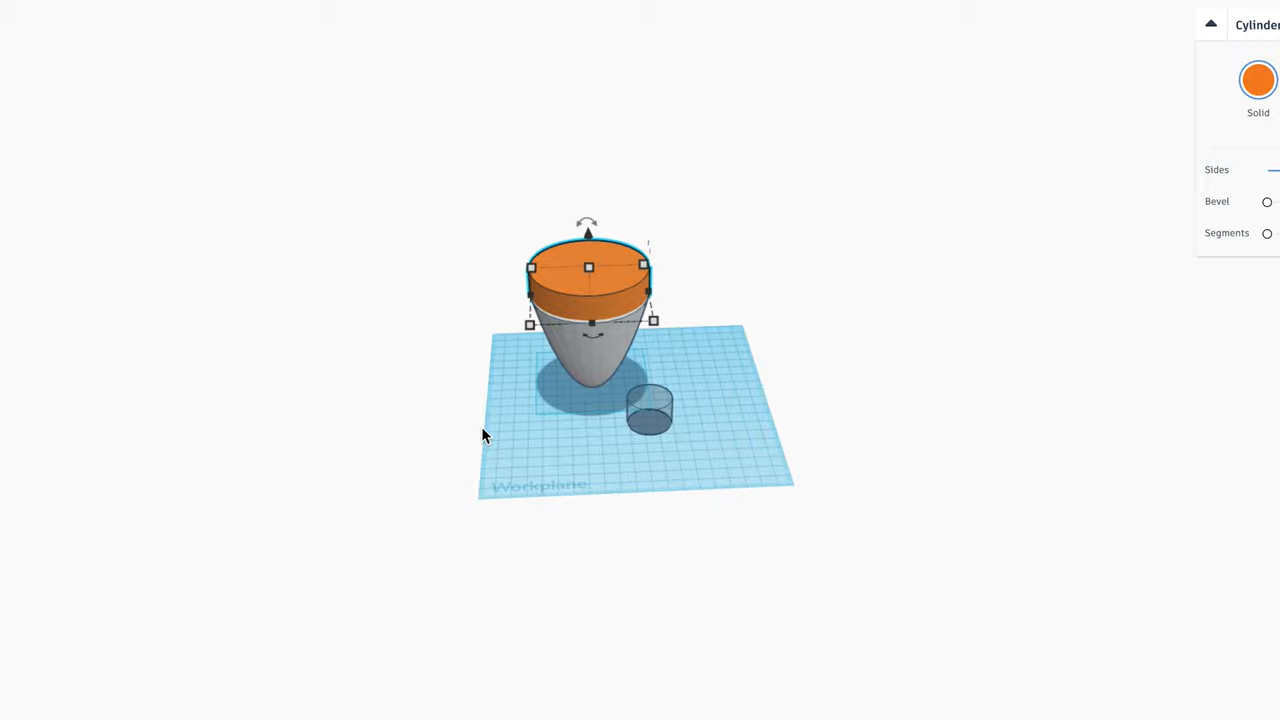 Cylinder
Solid
Sides
Bevel
Segments
Workplane